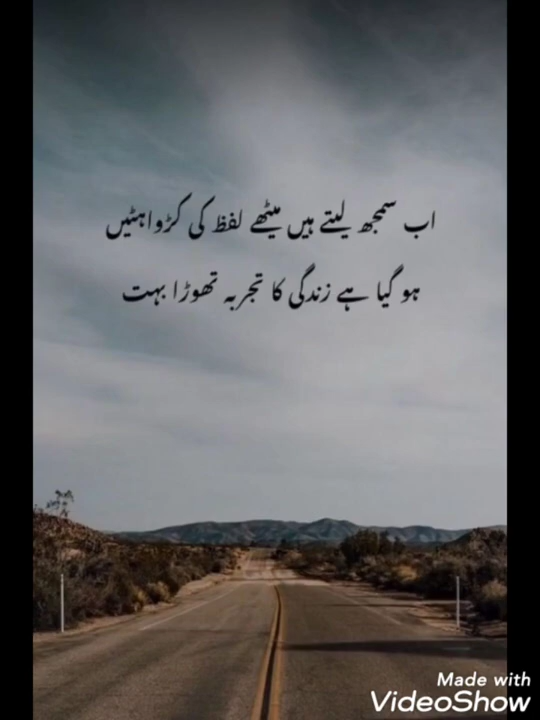 اب سمجھ لیتے ہیں میٹھے لفظ کی کڑواہٹیں
ہو گیا ہے زندگی کا تجربہ تھوڑا بہت
Made with
VideoShow